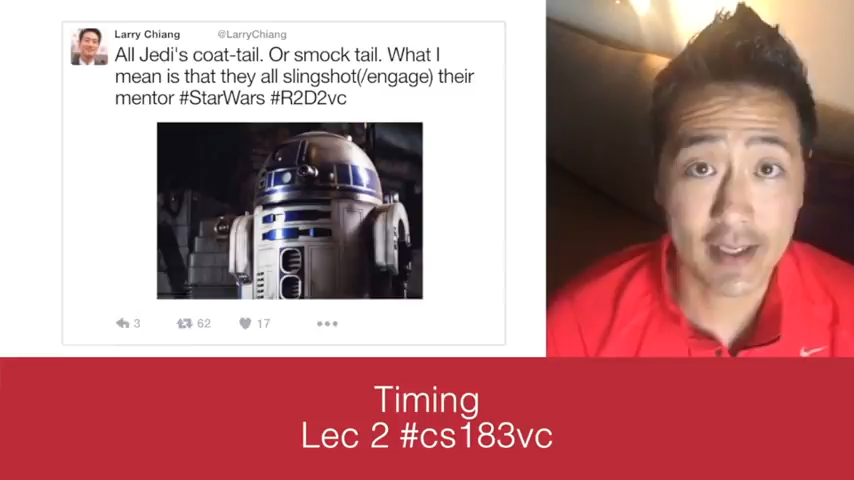 Larry Chiang @LarryChiang
All Jedi's coat-tail. Or smock tail. What I
mean is that they all slingshot(/engage) their
mentor #StarWars #R2D2vc
3 62 17
Timing
Lec 2 #cs183vc